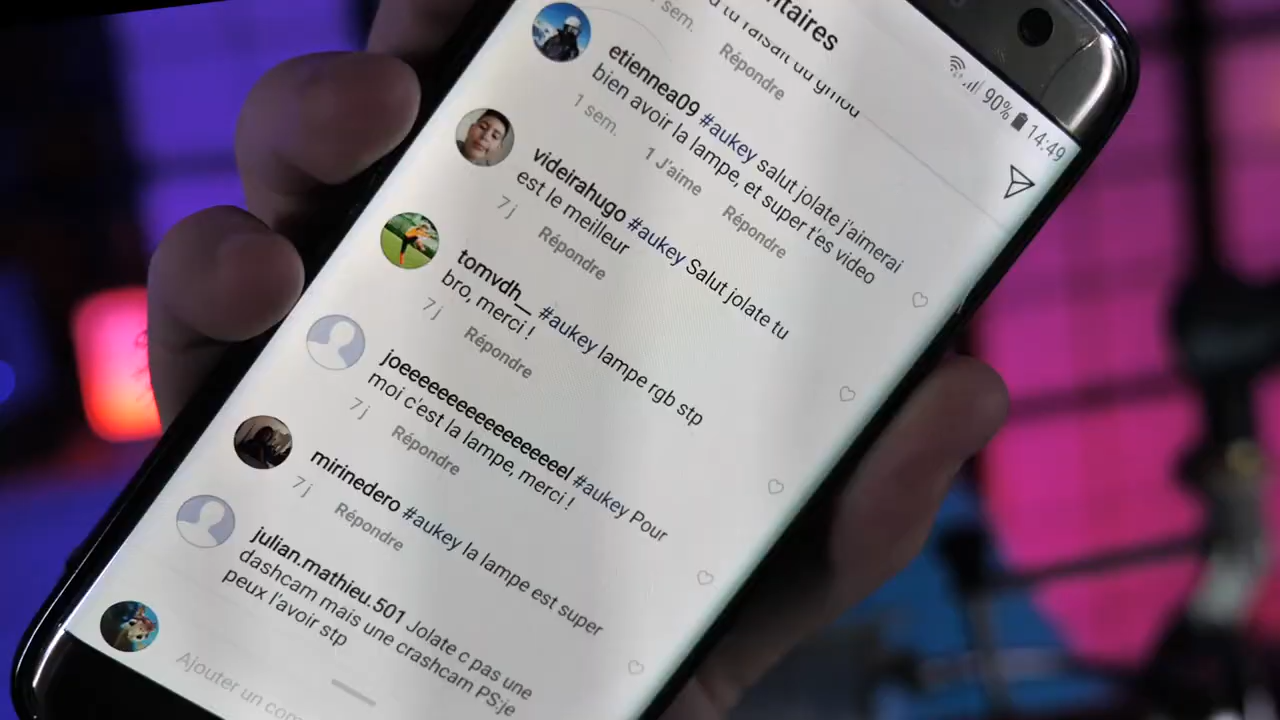 90% 14:49
ntaires
sem.
Répondre
etiennea09 #aukey salut jolate j'aimerai
bien avoir la lampe, et super t'es video
1 sem. 1 J'aime Répondre
videirahugo #aukey Salut jolate tu
est le meilleur
7 j Répondre
tomvdh__ #aukey lampe rgb stp
bro, merci !
7 j Répondre
joeeeeeeeeeeeeeeeeel #aukey Pour
moi c'est la lampe, merci !
7 j Répondre
mirinedero #aukey la lampe est super
7 j Répondre
julian.mathieu.501 Jolate c pas une
dashcam mais une crashcam PS:je
peux l'avoir stp
Ajouter un com